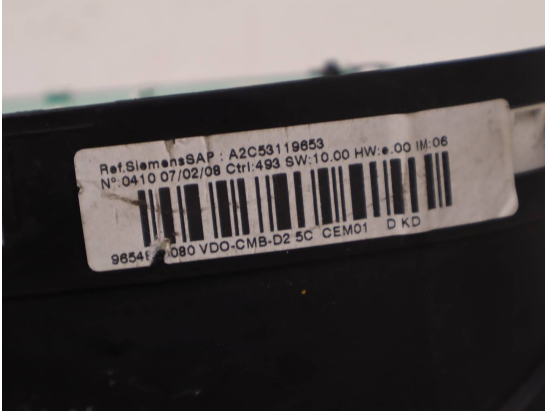 Ref.SiemensSAP : A2C53119653
N°:0410 07/02/08 Ctrl:493 SW:10.00 HW:e.00 IM:06
080 VDO-CMB-D2 5C CEM01 D KD